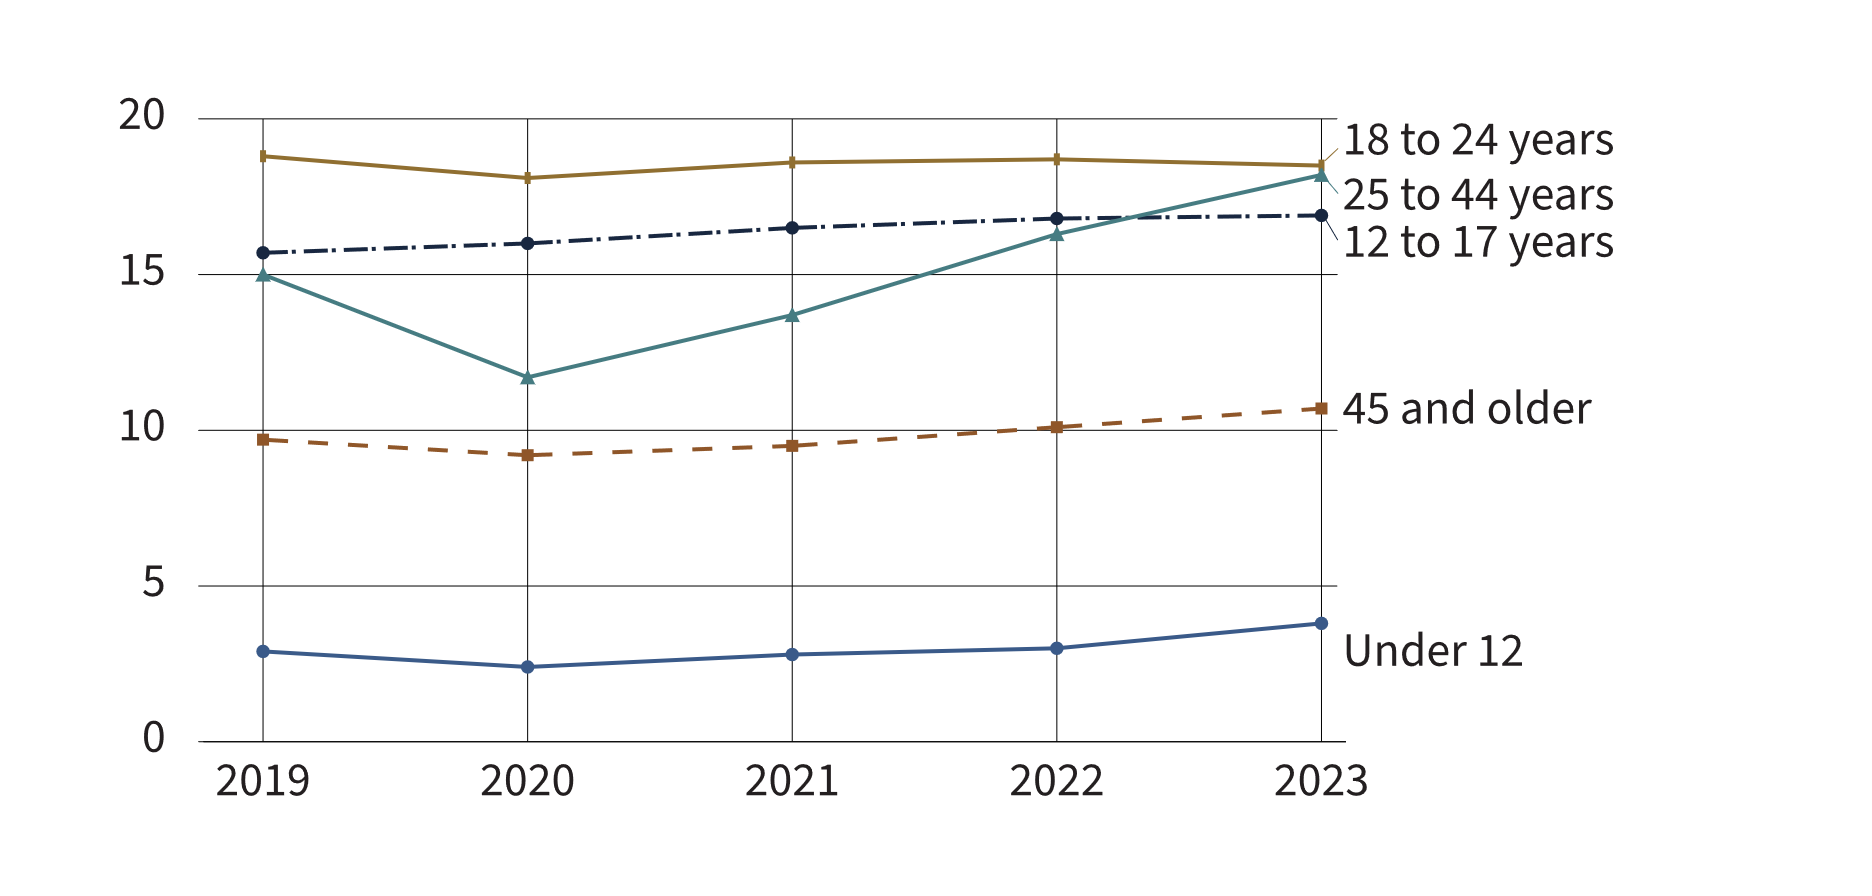 20
18 to 24 years
25 to 44 years
12 to 17 years
15
45 and older
10
5
Under 12
0
2019 2020 2021 2022 2023